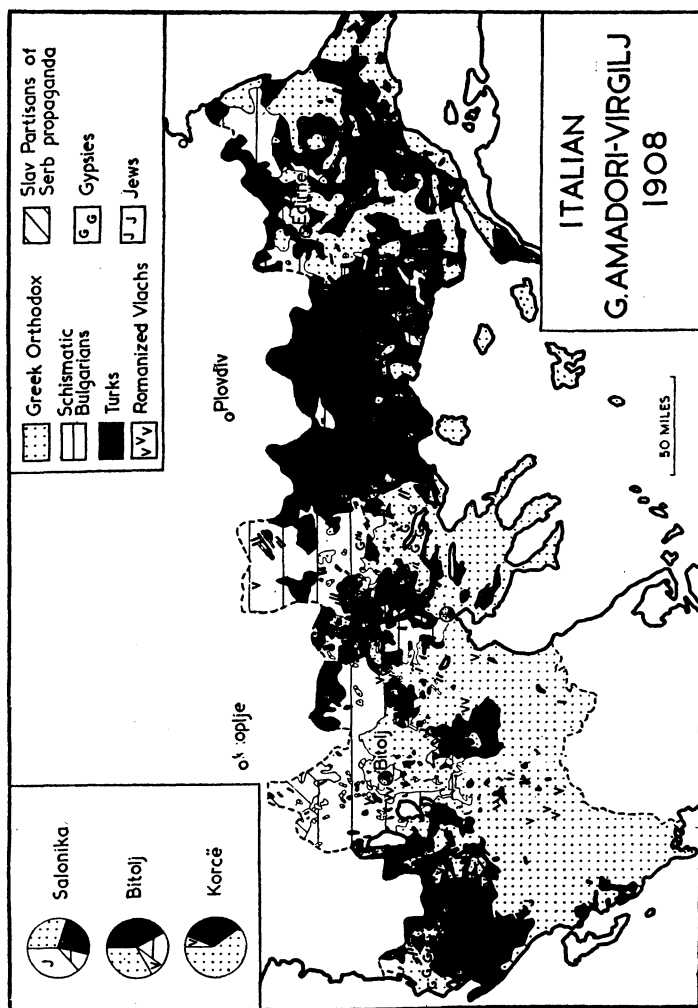 Greek Orthodox
Schismatic
Bulgarians
Turks
V V V
Romanized Vlachs
Slav Partisans of
Serb propaganda
G G
Gypsies
J J
Jews
J
Salonika
V
Bitolj
V
Korcë
Plovdiv
Edirne
Bitolj
50 MILES
ITALIAN
G. AMADORI-VIRGILJ
1908